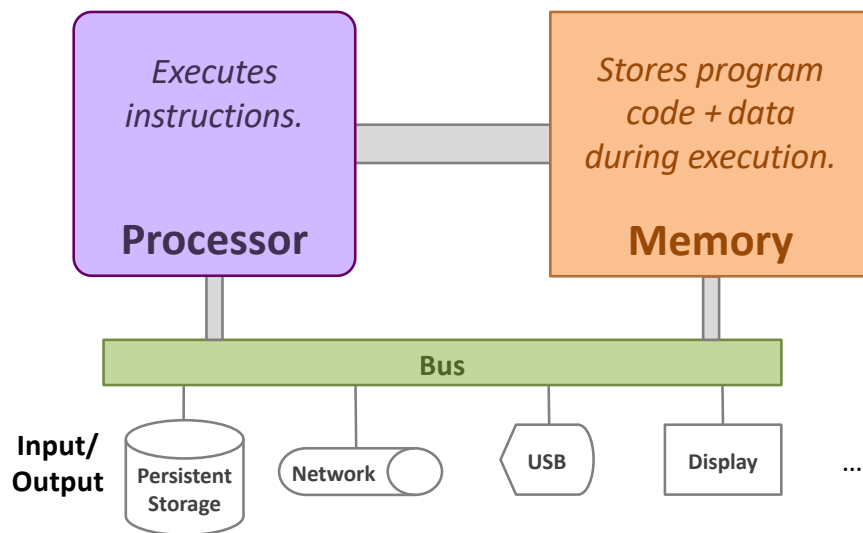 Executes
instructions.
Processor
Stores program
code + data
during execution.
Memory
Bus
Input/
Output
Persistent
Storage
Network
USB
Display
...